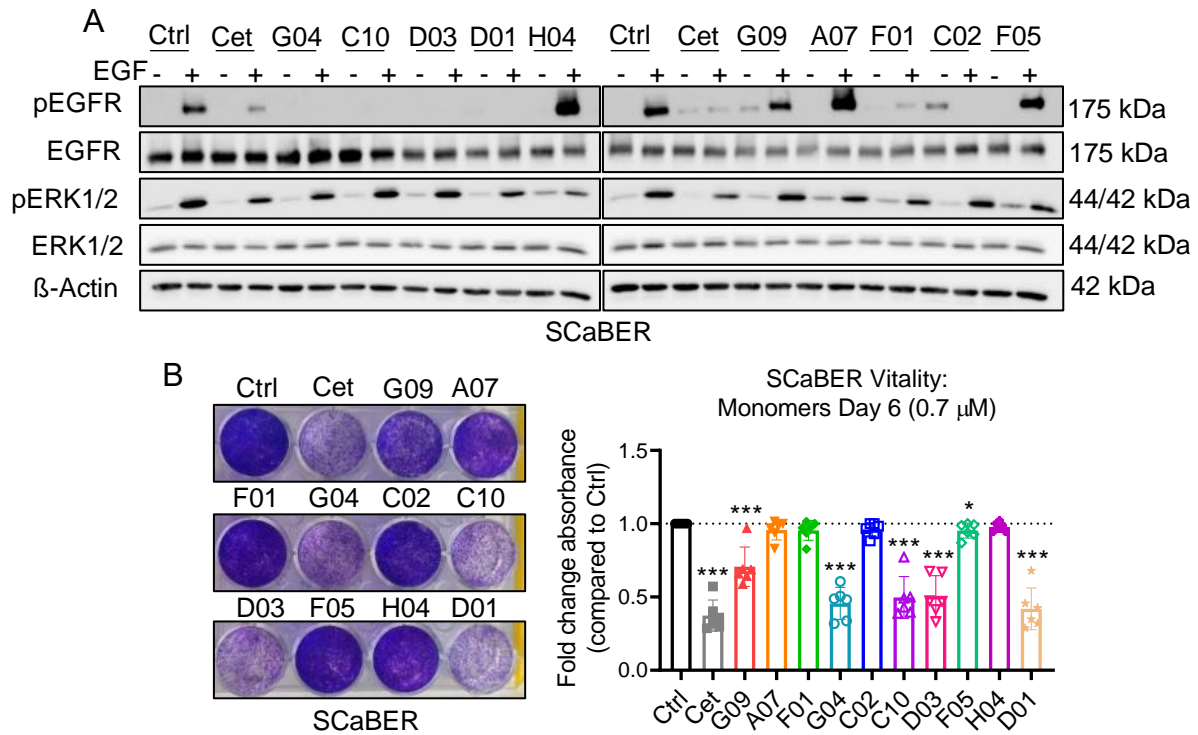 A
Ctrl Cet G04 C10 D03 D01 H04 Ctrl Cet G09 A07 F01 C02 F05
EGF - + - + - + - + - + - + - + - + - + - + - + - + - + - +
pEGFR 175 kDa
EGFR 175 kDa
pERK1/2 44/42 kDa
ERK1/2 44/42 kDa
ß-Actin 42 kDa
SCaBER
B
Ctrl Cet G09 A07
F01 G04 C02 C10
D03 F05 H04 D01
SCaBER
SCaBER Vitality:
Monomers Day 6 (0.7 μM)
Fold change absorbance
(compared to Ctrl)
1.5
1.0
0.5
0.0
*** *** *** *** *** * ***
Ctrl Cet G09 A07 F01 G04 C02 C10 D03 F05 H04 D01